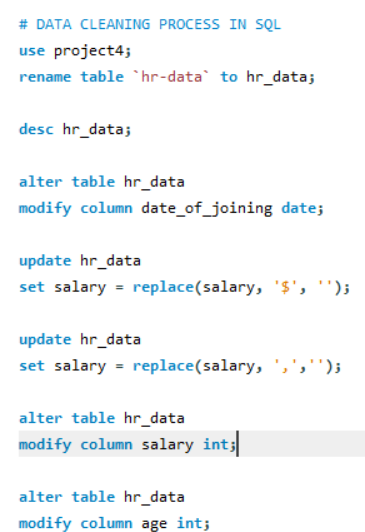 # DATA CLEANING PROCESS IN SQL
use project4;
rename table `hr-data` to hr_data;
desc hr_data;
alter table hr_data
modify column date_of_joining date;
update hr_data
set salary = replace(salary, '$', '');
update hr_data
set salary = replace(salary, ',','');
alter table hr_data
modify column salary int;
alter table hr_data
modify column age int;